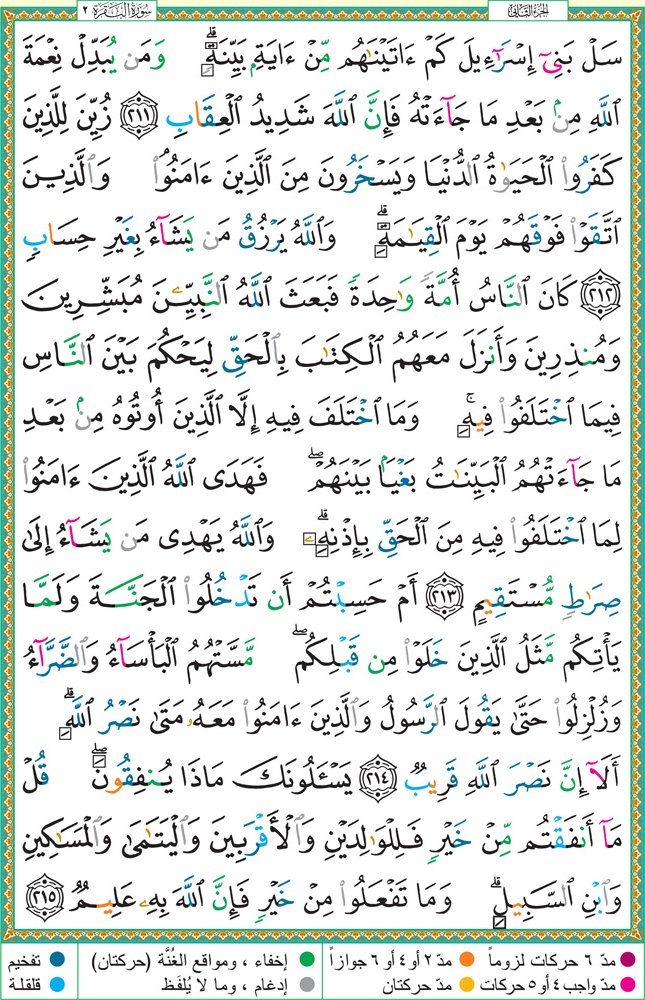 الجزء الثاني
سورة البقرة ٢
سَلْ بَنِىٓ إِسْرَٰٓءِيلَ كَمْ ءَاتَيْنَٰهُم مِّنْ ءَايَةٍۭ بَيِّنَةٍۗ وَمَن يُبَدِّلْ نِعْمَةَ
ٱللَّهِ مِنۢ بَعْدِ مَا جَآءَتْهُ فَإِنَّ ٱللَّهَ شَدِيدُ ٱلْعِقَابِ ٢١١ زُيِّنَ لِلَّذِينَ
كَفَرُوا۟ ٱلْحَيَوٰةُ ٱلدُّنْيَا وَيَسْخَرُونَ مِنَ ٱلَّذِينَ ءَامَنُوا۟ۘ وَٱلَّذِينَ
ٱتَّقَوْا۟ فَوْقَهُمْ يَوْمَ ٱلْقِيَٰمَةِۗ وَٱللَّهُ يَرْزُقُ مَن يَشَآءُ بِغَيْرِ حِسَابٍ
٢١٢ كَانَ ٱلنَّاسُ أُمَّةً وَٰحِدَةً فَبَعَثَ ٱللَّهُ ٱلنَّبِيِّۦنَ مُبَشِّرِينَ
وَمُنذِرِينَ وَأَنزَلَ مَعَهُمُ ٱلْكِتَٰبَ بِٱلْحَقِّ لِيَحْكُمَ بَيْنَ ٱلنَّاسِ
فِيمَا ٱخْتَلَفُوا۟ فِيهِۚ وَمَا ٱخْتَلَفَ فِيهِ إِلَّا ٱلَّذِينَ أُوتُوهُ مِنۢ بَعْدِ
مَا جَآءَتْهُمُ ٱلْبَيِّنَٰتُ بَغْيًۢا بَيْنَهُمْۖ فَهَدَى ٱللَّهُ ٱلَّذِينَ ءَامَنُوا۟
لِمَا ٱخْتَلَفُوا۟ فِيهِ مِنَ ٱلْحَقِّ بِإِذْنِهِۦۗ وَٱللَّهُ يَهْدِى مَن يَشَآءُ إِلَىٰ
صِرَٰطٍ مُّسْتَقِيمٍ ٢١٣ أَمْ حَسِبْتُمْ أَن تَدْخُلُوا۟ ٱلْجَنَّةَ وَلَمَّا
يَأْتِكُم مَّثَلُ ٱلَّذِينَ خَلَوْا۟ مِن قَبْلِكُمۖ مَّسَّتْهُمُ ٱلْبَأْسَآءُ وَٱلضَّرَّآءُ
وَزُلْزِلُوا۟ حَتَّىٰ يَقُولَ ٱلرَّسُولُ وَٱلَّذِينَ ءَامَنُوا۟ مَعَهُۥ مَتَىٰ نَصْرُ ٱللَّهِۗ
أَلَآ إِنَّ نَصْرَ ٱللَّهِ قَرِيبٌ ٢١٤ يَسْـَٔلُونَكَ مَاذَا يُنفِقُونَۖ قُلْ
مَآ أَنفَقْتُم مِّنْ خَيْرٍ فَلِلْوَٰلِدَيْنِ وَٱلْأَقْرَبِينَ وَٱلْيَتَٰمَىٰ وَٱلْمَسَٰكِينِ
وَٱبْنِ ٱلسَّبِيلِۗ وَمَا تَفْعَلُوا۟ مِنْ خَيْرٍ فَإِنَّ ٱللَّهَ بِهِۦ عَلِيمٌ ٢١٥
مدّ ٦ حركات لزوماً مدّ ٢ أو ٤ أو ٦ جوازاً إخفاء ، ومواقع الغُنَّة (حركتان) تفخيم
مدّ واجب ٤ أو ٥ حركات مدّ حركتان إدغام ، وما لا يُلفَظ قلقلة